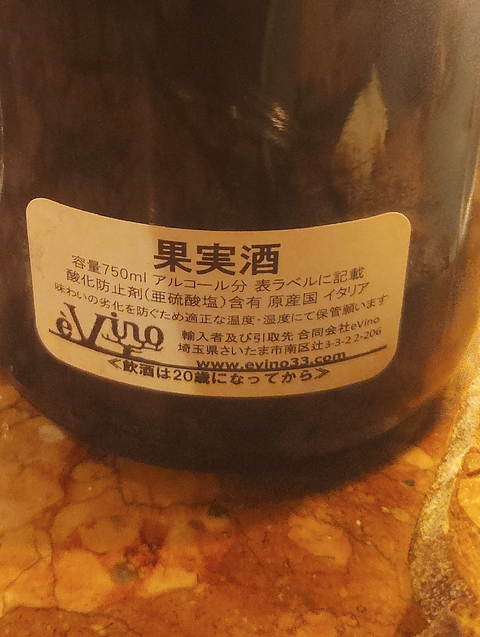 果実酒
容量750ml アルコール分 表ラベルに記載
酸化防止剤(亜硫酸塩)含有 原産国 イタリア
味わいの劣化を防ぐため適正な温度・湿度にて保管願います
èVino
輸入者及び引取先 合同会社eVino
埼玉県さいたま市南区辻3-3-2 2-206
www.evino33.com
≪飲酒は20歳になってから≫